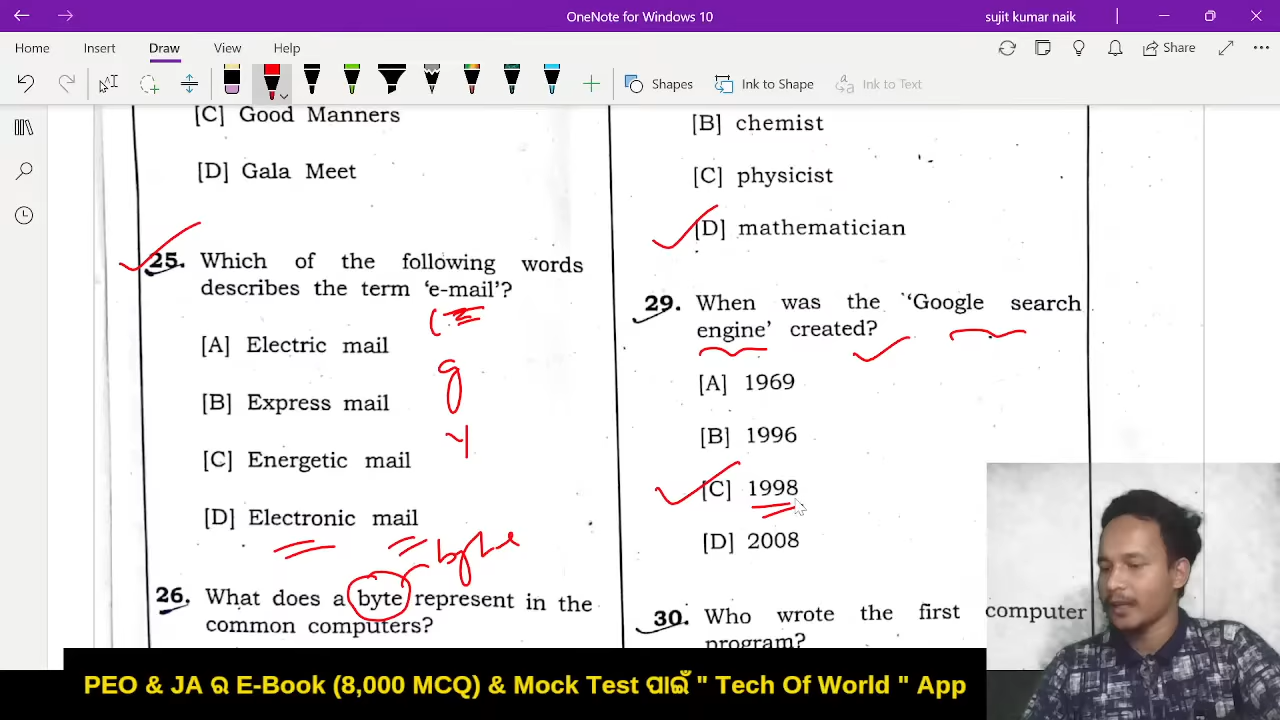 OneNote for Windows 10
sujit kumar naik
Home Insert Draw View Help
Share
Shapes
Ink to Shape
Ink to Text
[C] Good Manners
[D] Gala Meet
25. Which of the following words
describes the term ‘e-mail’?
[A] Electric mail
[B] Express mail
[C] Energetic mail
[D] Electronic mail
byte
26. What does a byte represent in the
common computers?
[B] chemist
[C] physicist
[D] mathematician
29. When was the ‘Google search
engine’ created?
[A] 1969
[B] 1996
[C] 1998
[D] 2008
30. Who wrote the first computer
program?
PEO & JA ର E-Book (8,000 MCQ) & Mock Test ପାଇଁ " Tech Of World " App